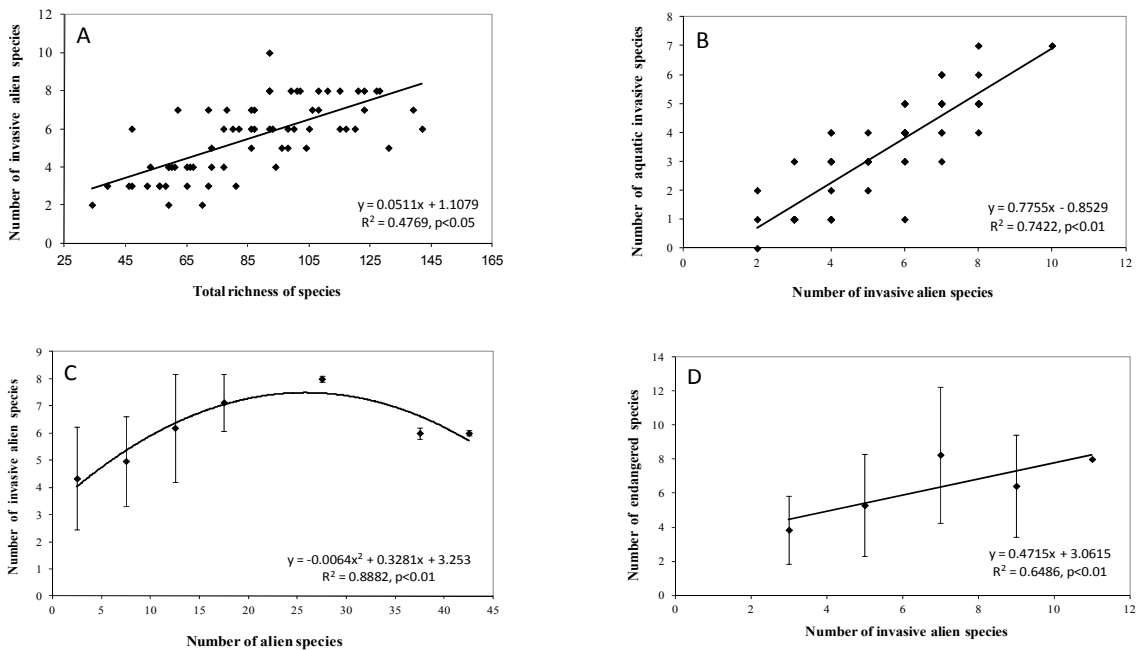 A
Number of invasive alien species
12
10
8
6
4
2
0
y = 0.0511x + 1.1079
R² = 0.4769, p<0.05
25 45 65 85 105 125 145 165
Total richness of species
B
Number of aquatic invasive species
8
7
6
5
4
3
2
1
0
y = 0.7755x - 0.8529
R² = 0.7422, p<0.01
0 2 4 6 8 10 12
Number of invasive alien species
C
Number of invasive alien species
9
8
7
6
5
4
3
2
1
0
y = -0.0064x² + 0.3281x + 3.253
R² = 0.8882, p<0.01
0 5 10 15 20 25 30 35 40 45
Number of alien species
D
Number of endangered species
14
12
10
8
6
4
2
0
y = 0.4715x + 3.0615
R² = 0.6486, p<0.01
0 2 4 6 8 10 12
Number of invasive alien species